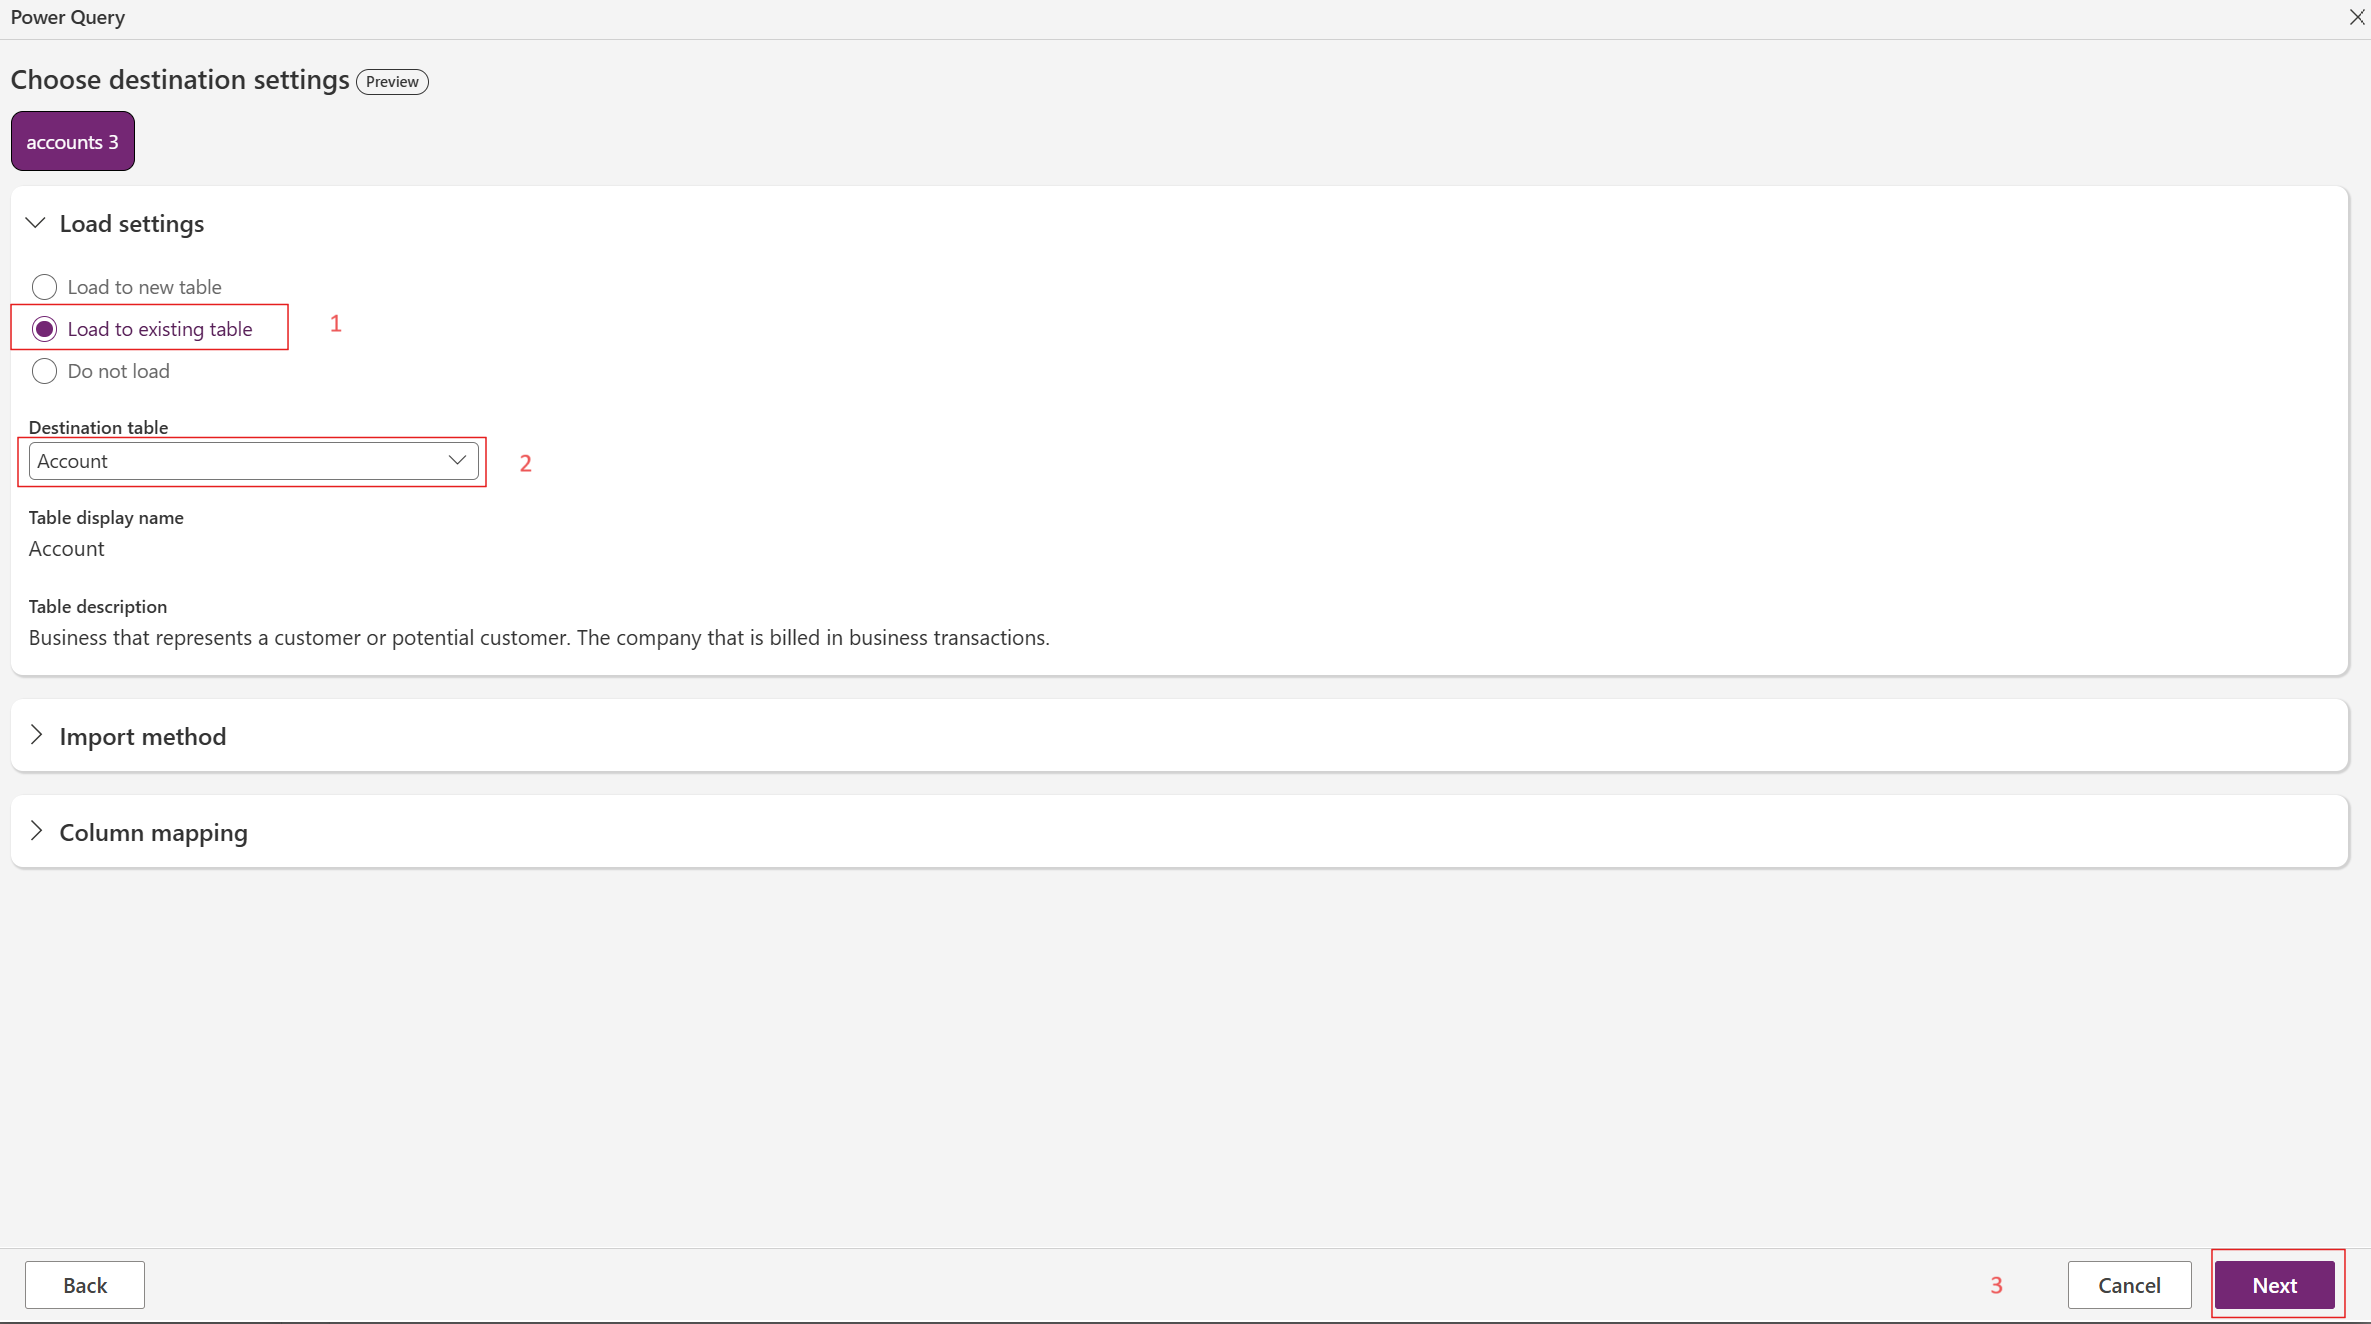 Power Query
Choose destination settings Preview
accounts 3
Load settings
Load to new table
Load to existing table 1
Do not load
Destination table
Account 2
Table display name
Account
Table description
Business that represents a customer or potential customer. The company that is billed in business transactions.
Import method
Column mapping
Back 3 Cancel Next